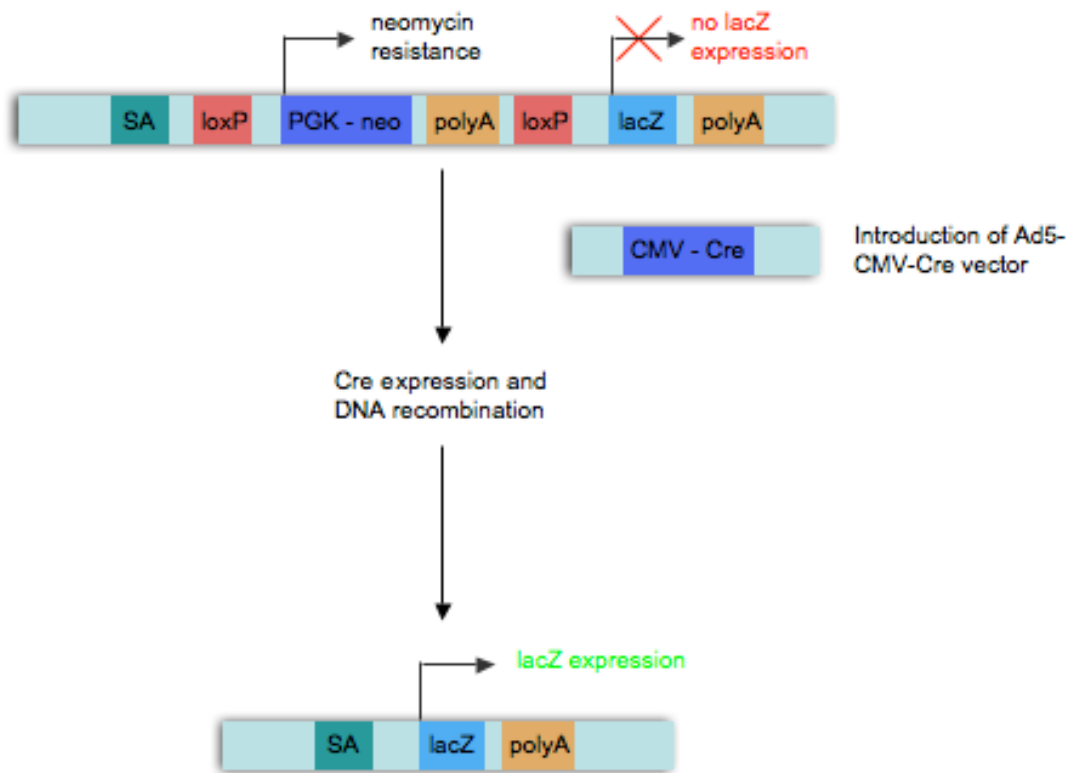 neomycin
resistance
no lacZ
expression
SA loxP PGK - neo polyA loxP lacZ polyA
CMV - Cre
Introduction of Ad5-
CMV-Cre vector
Cre expression and
DNA recombination
lacZ expression
SA lacZ polyA